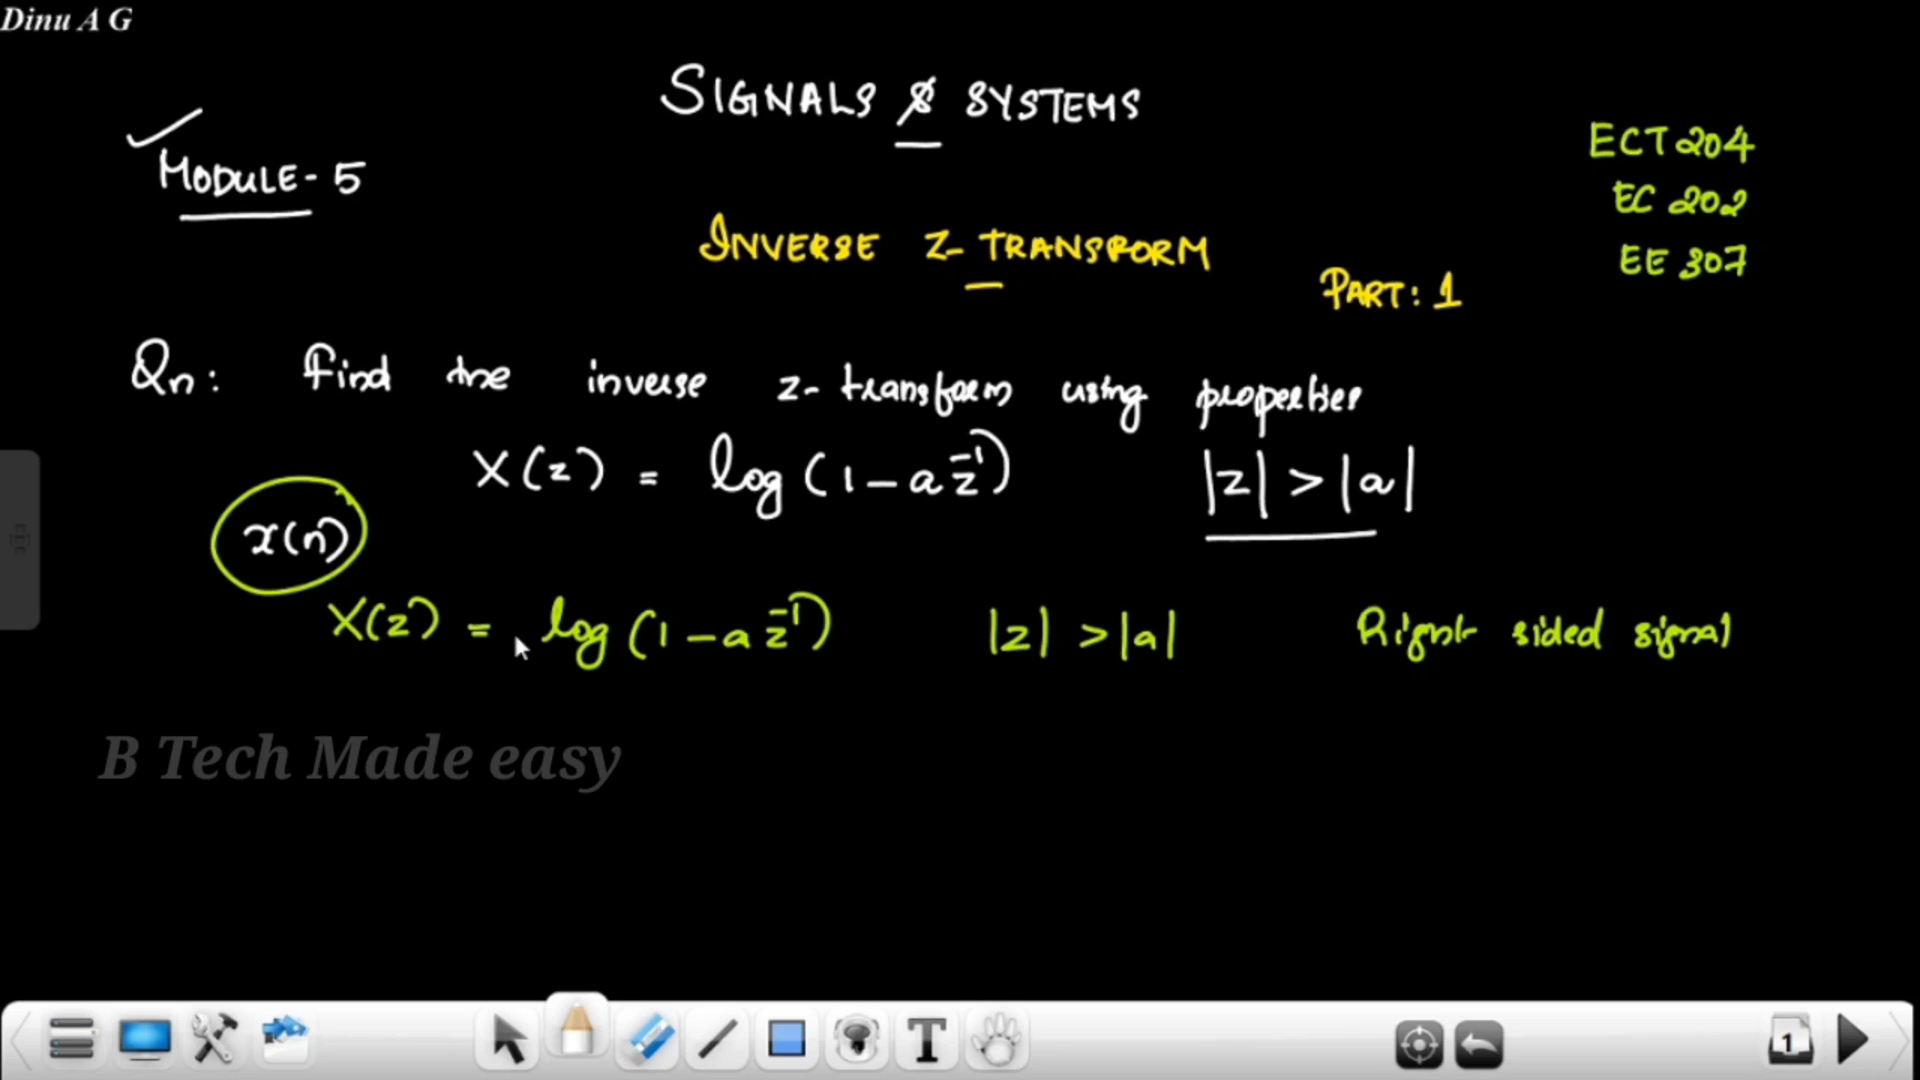 Dinu A G
SIGNALS & SYSTEMS
MODULE - 5
ECT 204
EC 202
EE 307
INVERSE Z-TRANSFORM
PART: 1
Qn: Find the inverse z-transform using properties
X(z) = log(1-az⁻¹) |z|>|a|
x(n)
X(z) = log(1-az⁻¹) |z|>|a| Right sided signal
B Tech Made easy
T
1